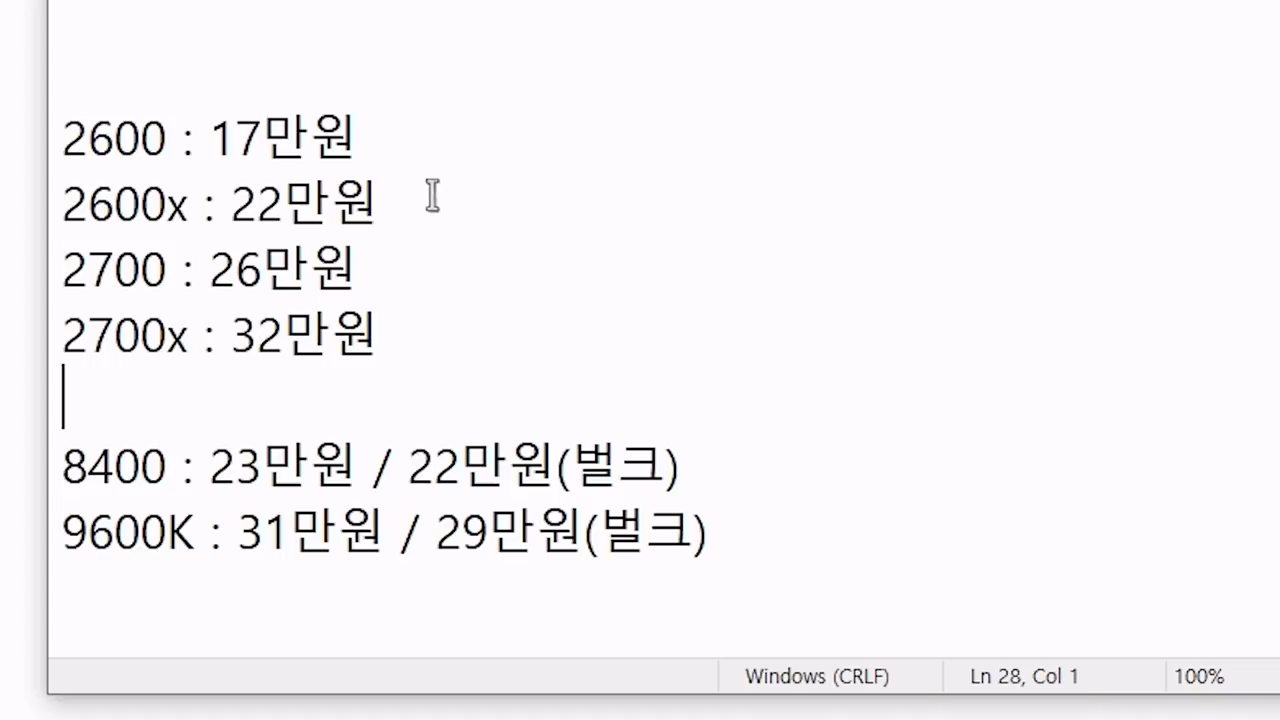 2600 : 17만원
2600x : 22만원
2700 : 26만원
2700x : 32만원
8400 : 23만원 / 22만원(벌크)
9600K : 31만원 / 29만원(벌크)
Windows (CRLF) Ln 28, Col 1 100%